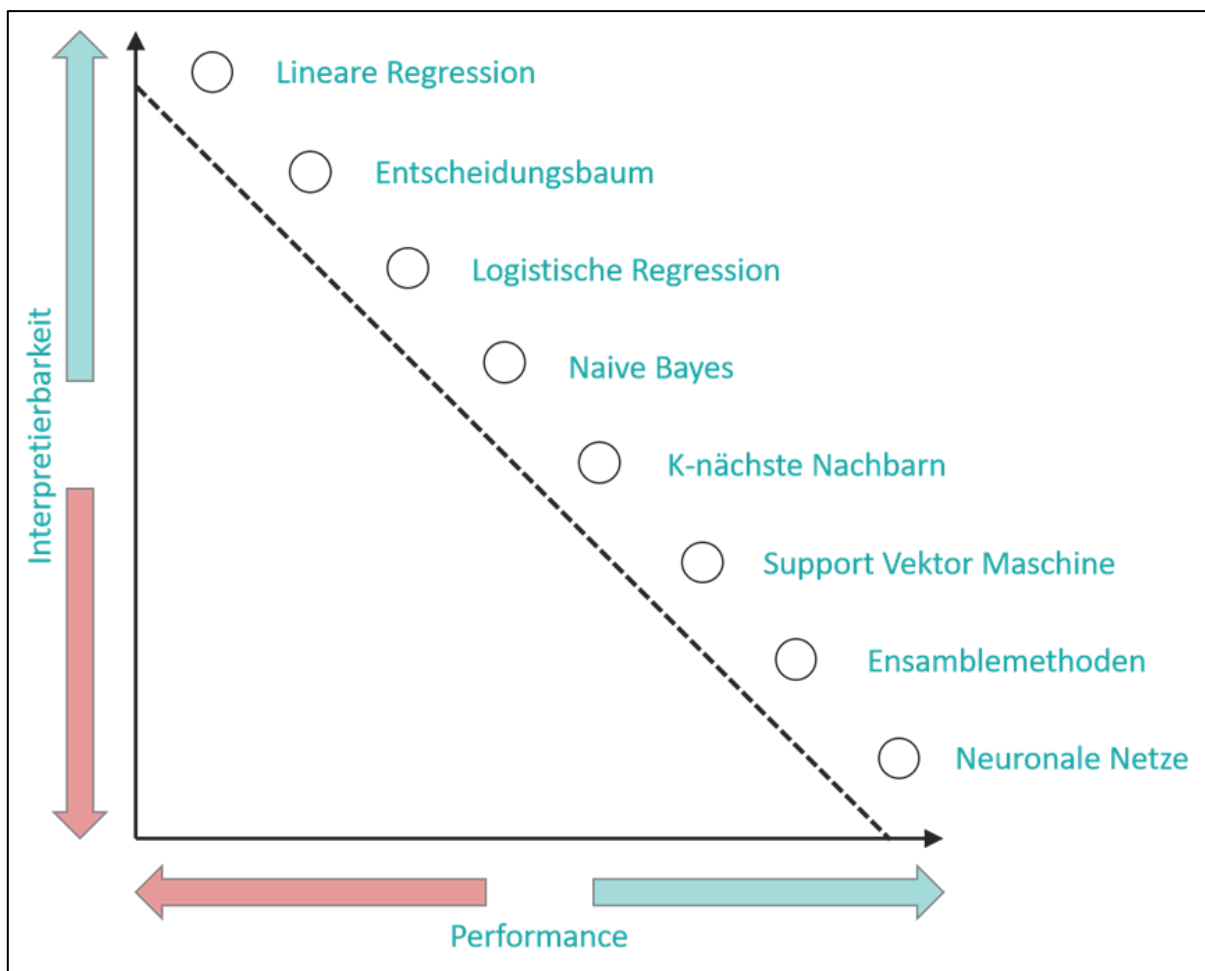 Lineare Regression
Entscheidungsbaum
Logistische Regression
Naive Bayes
K-nächste Nachbarn
Support Vektor Maschine
Ensamblemethoden
Neuronale Netze
Interpretierbarkeit
Performance